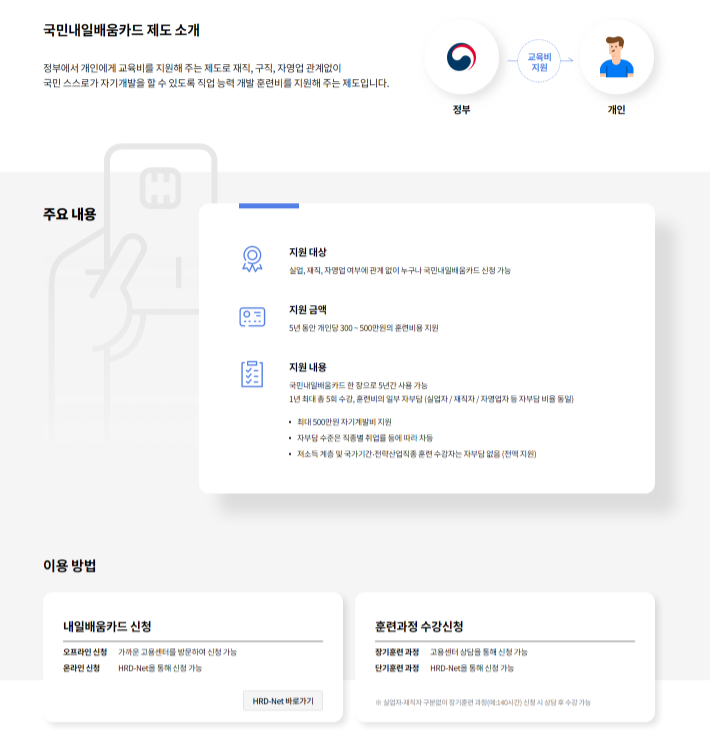 국민내일배움카드 제도 소개
정부에서 개인에게 교육비를 지원해 주는 제도로 재직, 구직, 자영업 관계없이
국민 스스로가 자기개발을 할 수 있도록 직업 능력 개발 훈련비를 지원해 주는 제도입니다.
교육비
지원
정부
개인
주요 내용
지원 대상
실업, 재직, 자영업 여부에 관계 없이 누구나 국민내일배움카드 신청 가능
지원 금액
5년 동안 개인당 300 ~ 500만원의 훈련비용 지원
지원 내용
국민내일배움카드 한 장으로 5년간 사용 가능
1년 최대 총 5회 수강, 훈련비의 일부 자부담 (실업자 / 재직자 / 자영업자 등 자부담 비율 동일)
• 최대 500만원 자기계발비 지원
• 자부담 수준은 직종별 취업률 등에 따라 차등
• 저소득 계층 및 국가기간·전략산업직종 훈련 수강자는 자부담 없음 (전액 지원)
이용 방법
내일배움카드 신청
오프라인 신청 가까운 고용센터를 방문하여 신청 가능
온라인 신청 HRD-Net을 통해 신청 가능
HRD-Net 바로가기
훈련과정 수강신청
장기훈련 과정 고용센터 상담을 통해 신청 가능
단기훈련 과정 HRD-Net을 통해 신청 가능
※ 실업자·재직자 구분없이 장기훈련 과정(예:140시간) 신청 시 상담 후 수강 가능